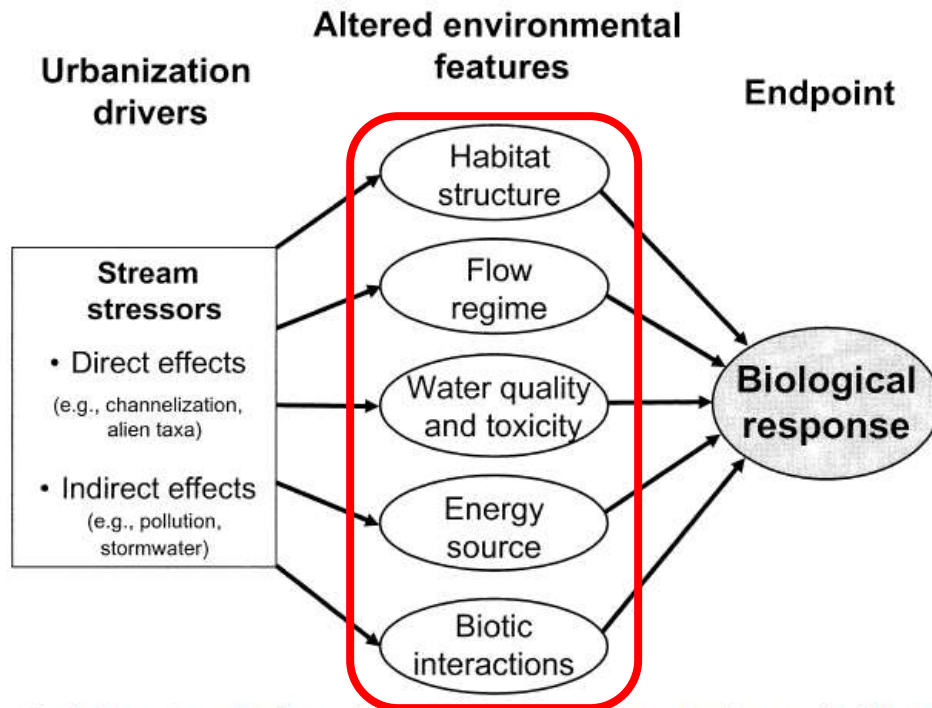 Urbanization
drivers
Altered environmental
features
Endpoint
Stream
stressors
• Direct effects
(e.g., channelization,
alien taxa)
• Indirect effects
(e.g., pollution,
stormwater)
Habitat
structure
Flow
regime
Water quality
and toxicity
Energy
source
Biotic
interactions
Biological
response